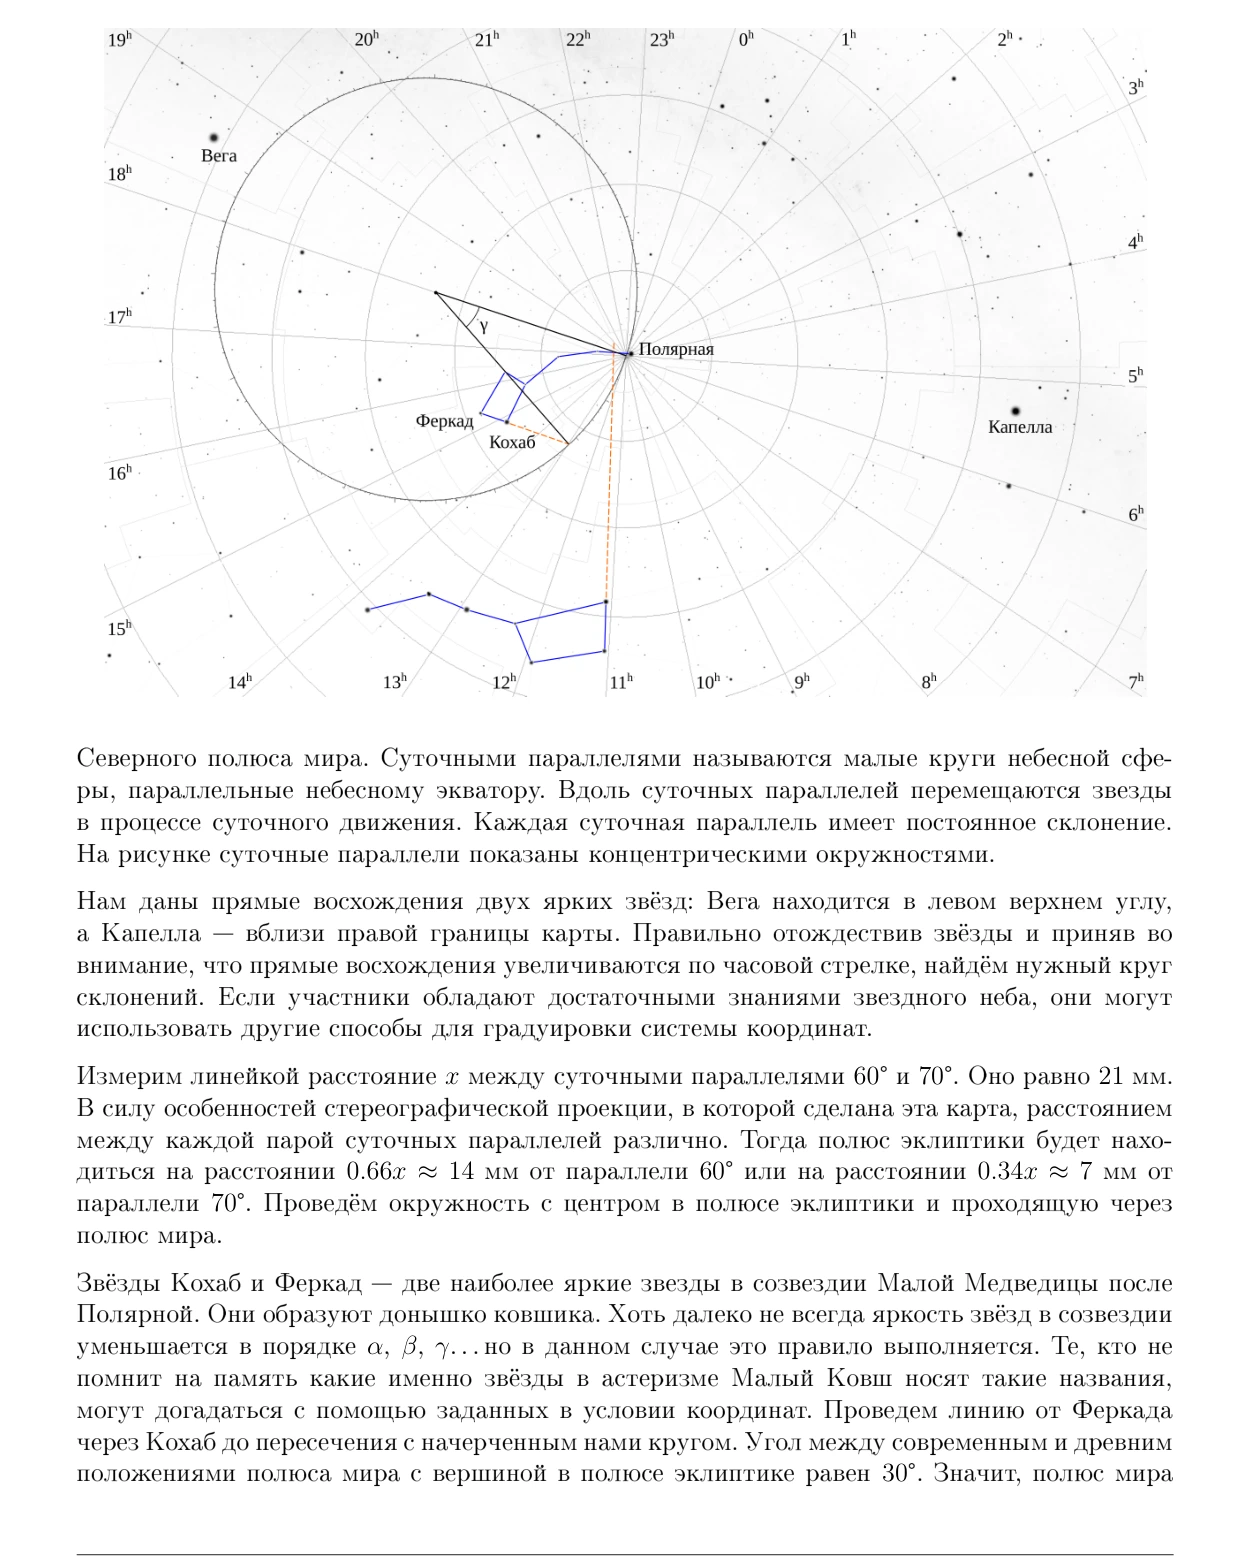 19ʰ 20ʰ 21ʰ 22ʰ 23ʰ 0ʰ 1ʰ 2ʰ
3ʰ
Вега
18ʰ
4ʰ
17ʰ
γ
Полярная
5ʰ
Феркад
Капелла
Кохаб
16ʰ
6ʰ
15ʰ
14ʰ 13ʰ 12ʰ 11ʰ 10ʰ 9ʰ 8ʰ 7ʰ
Северного полюса мира. Суточными параллелями называются малые круги небесной сфе-
ры, параллельные небесному экватору. Вдоль суточных параллелей перемещаются звезды
в процессе суточного движения. Каждая суточная параллель имеет постоянное склонение.
На рисунке суточные параллели показаны концентрическими окружностями.
Нам даны прямые восхождения двух ярких звёзд: Вега находится в левом верхнем углу,
а Капелла — вблизи правой границы карты. Правильно отождествив звёзды и приняв во
внимание, что прямые восхождения увеличиваются по часовой стрелке, найдём нужный круг
склонений. Если участники обладают достаточными знаниями звездного неба, они могут
использовать другие способы для градуировки системы координат.
Измерим линейкой расстояние x между суточными параллелями 60° и 70°. Оно равно 21 мм.
В силу особенностей стереографической проекции, в которой сделана эта карта, расстоянием
между каждой парой суточных параллелей различно. Тогда полюс эклиптики будет нахо-
диться на расстоянии 0.66x ≈ 14 мм от параллели 60° или на расстоянии 0.34x ≈ 7 мм от
параллели 70°. Проведём окружность с центром в полюсе эклиптики и проходящую через
полюс мира.
Звёзды Кохаб и Феркад — две наиболее яркие звезды в созвездии Малой Медведицы после
Полярной. Они образуют донышко ковшика. Хоть далеко не всегда яркость звёзд в созвездии
уменьшается в порядке α, β, γ... но в данном случае это правило выполняется. Те, кто не
помнит на память какие именно звёзды в астеризме Малый Ковш носят такие названия,
могут догадаться с помощью заданных в условии координат. Проведем линию от Феркада
через Кохаб до пересечения с начерченным нами кругом. Угол между современным и древним
положениями полюса мира с вершиной в полюсе эклиптике равен 30°. Значит, полюс мира